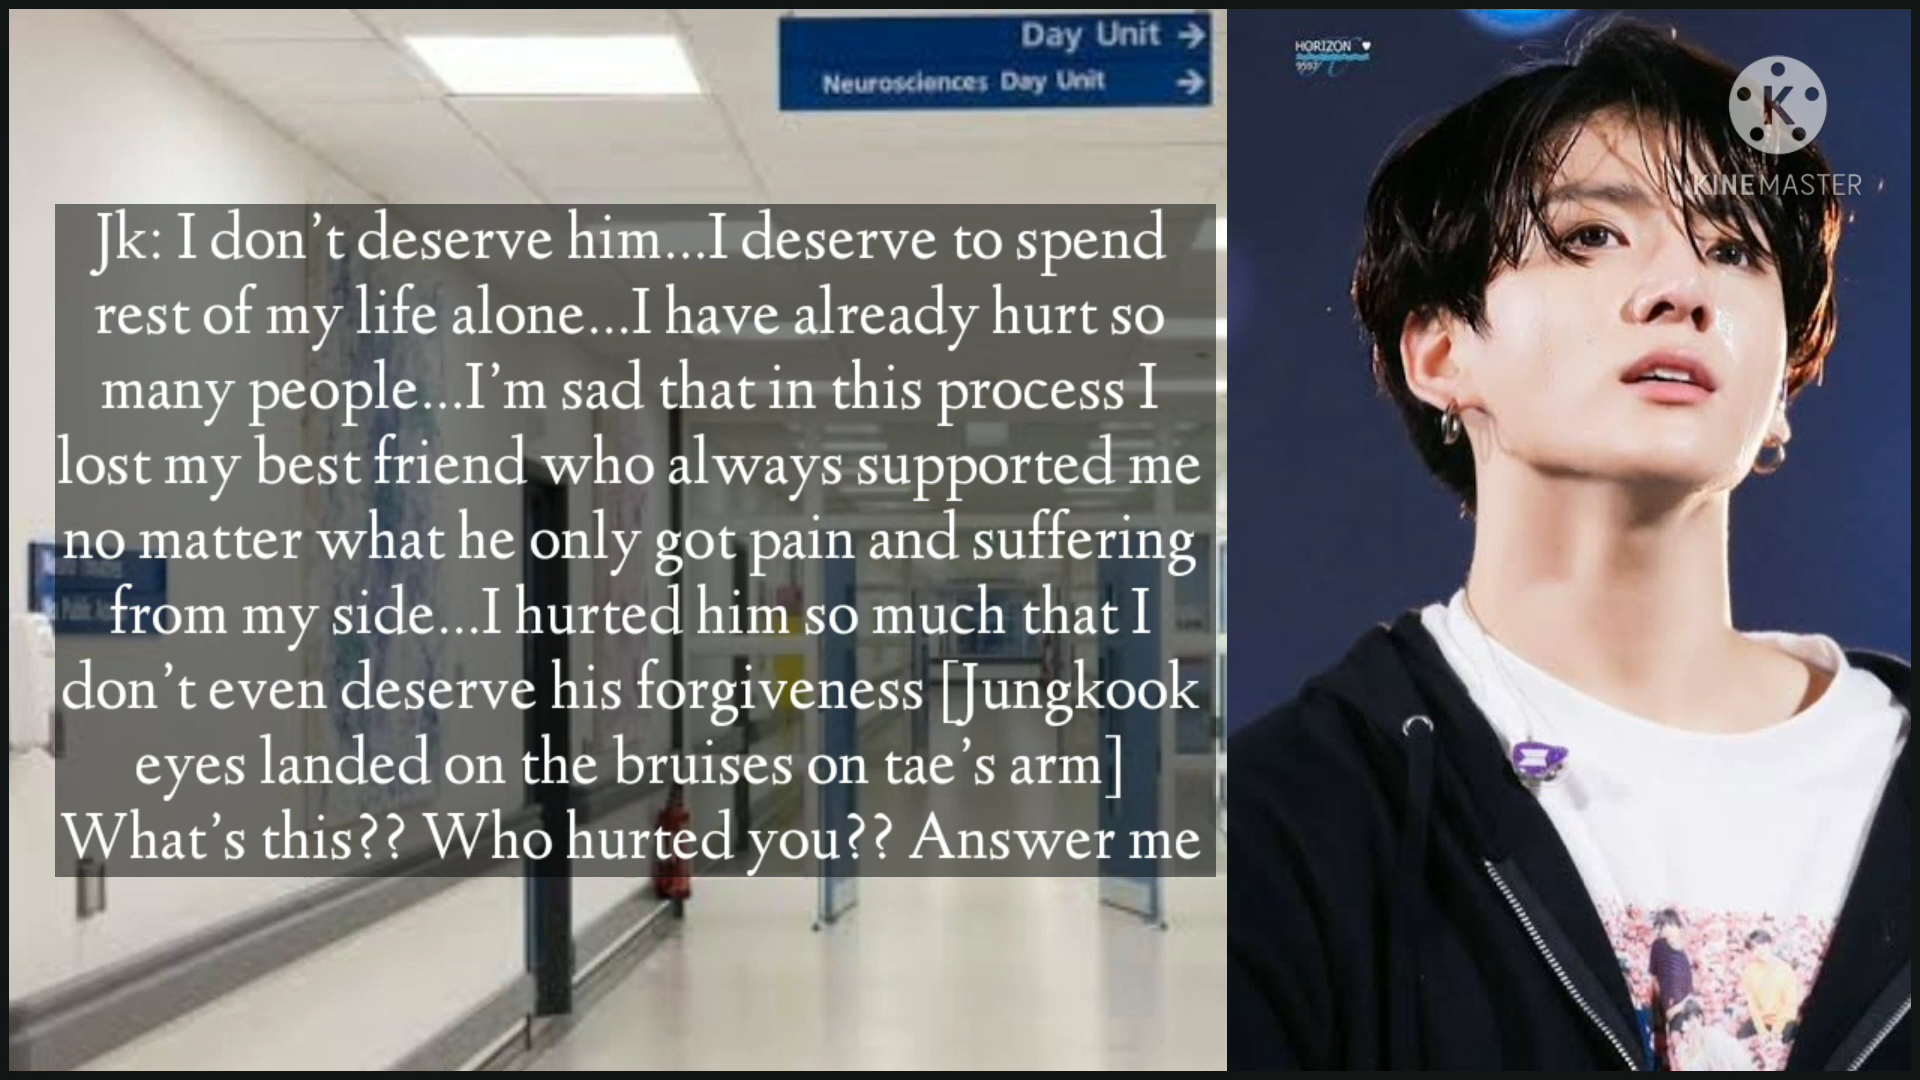 Day Unit →
Neurosciences Day Unit →
Jk: I don't deserve him...I deserve to spend
rest of my life alone...I have already hurt so
many people...I'm sad that in this process I
lost my best friend who always supported me
no matter what he only got pain and suffering
from my side...I hurted him so much that I
don't even deserve his forgiveness [Jungkook
eyes landed on the bruises on tae's arm]
What's this?? Who hurted you?? Answer me
HORIZON ♥
9597
K
KINEMASTER